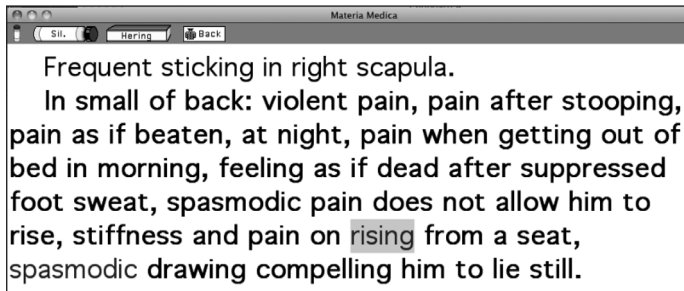 Materia Medica
Sil. Hering Back
Frequent sticking in right scapula.
In small of back: violent pain, pain after stooping,
pain as if beaten, at night, pain when getting out of
bed in morning, feeling as if dead after suppressed
foot sweat, spasmodic pain does not allow him to
rise, stiffness and pain on rising from a seat,
spasmodic drawing compelling him to lie still.